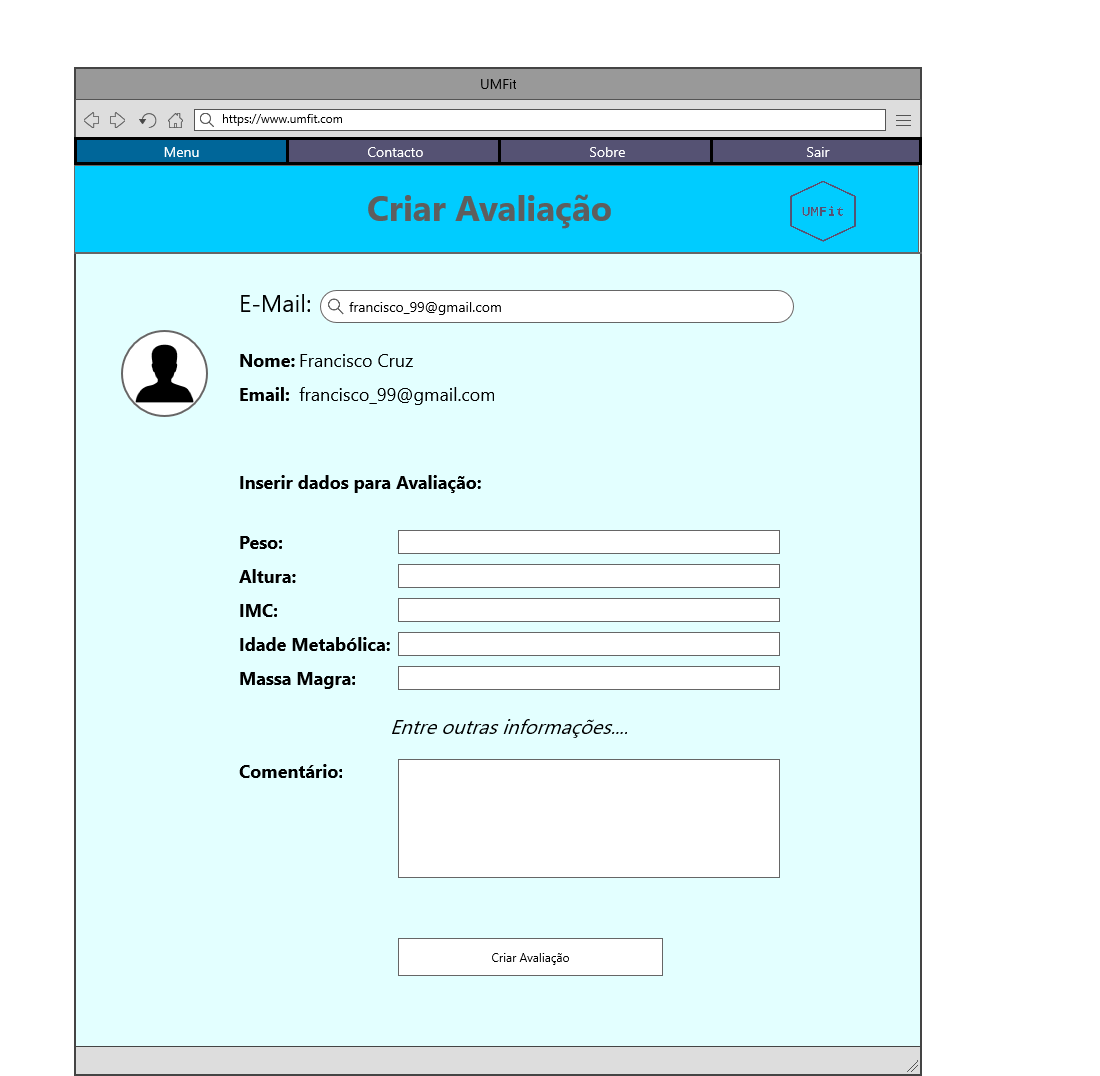 UMFit
https://www.umfit.com
Menu Contacto Sobre Sair
Criar Avaliação
UMFit
E-Mail: francisco_99@gmail.com
Nome: Francisco Cruz
Email: francisco_99@gmail.com
Inserir dados para Avaliação:
Peso:
Altura:
IMC:
Idade Metabólica:
Massa Magra:
Entre outras informações....
Comentário:
Criar Avaliação